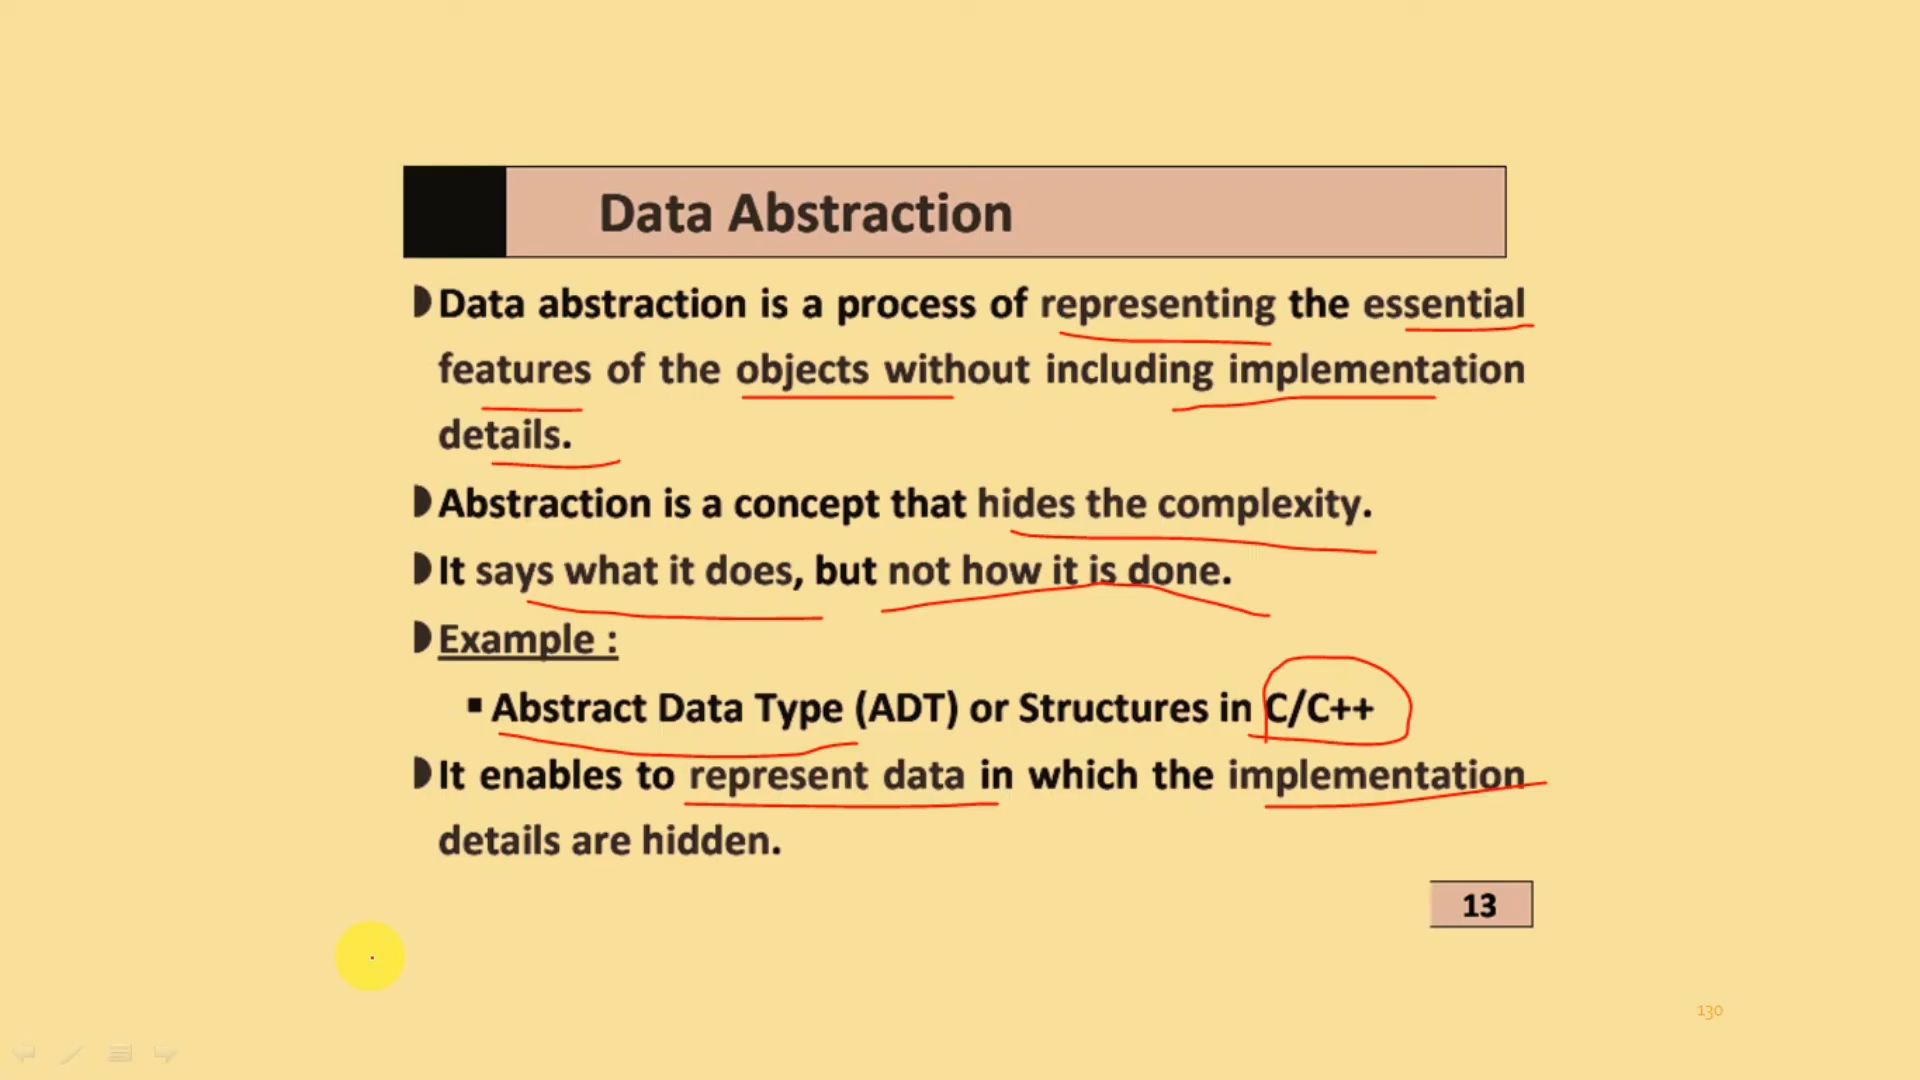 Data Abstraction
Data abstraction is a process of representing the essential
features of the objects without including implementation
details.
Abstraction is a concept that hides the complexity.
It says what it does, but not how it is done.
Example :
Abstract Data Type (ADT) or Structures in C/C++
It enables to represent data in which the implementation
details are hidden.
13
130